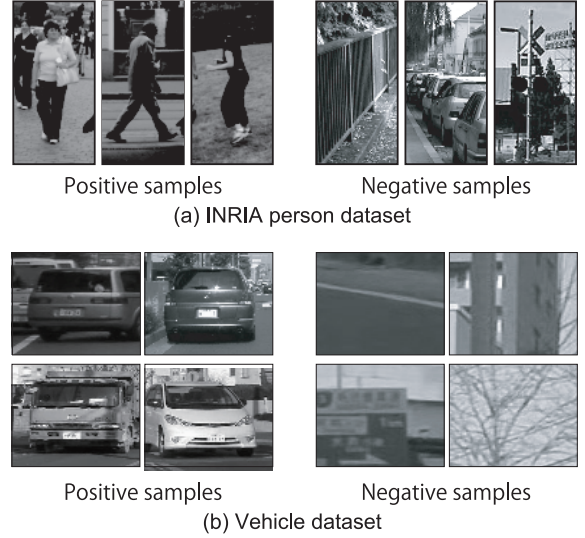 Positive samples
Negative samples
(a) INRIA person dataset
Positive samples
Negative samples
(b) Vehicle dataset